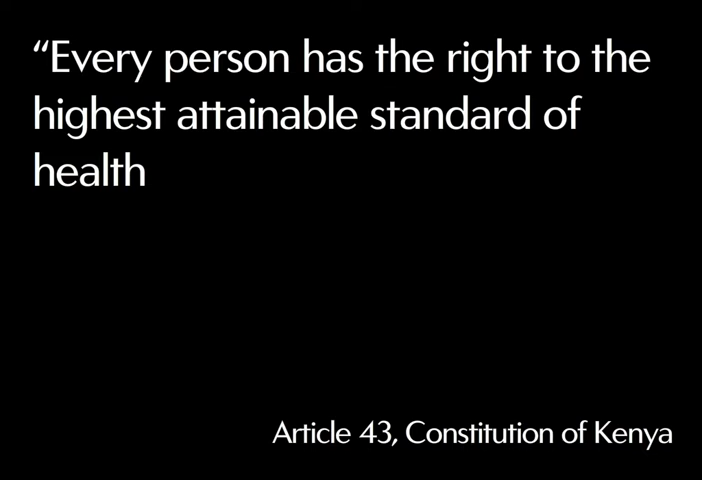 “Every person has the right to the
highest attainable standard of
health
Article 43, Constitution of Kenya